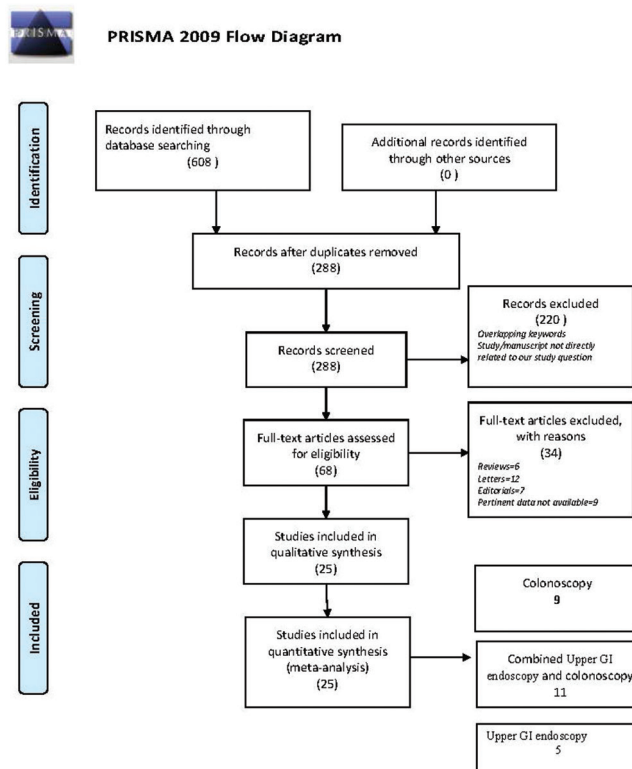 PRISMA
PRISMA 2009 Flow Diagram
Identification
Records identified through
database searching
(608 )
Additional records identified
through other sources
(0 )
Records after duplicates removed
(288)
Screening
Records screened
(288)
Records excluded
(220 )
Overlapping keywords
Study/manuscript not directly
related to our study question
Eligibility
Full-text articles assessed
for eligibility
(68)
Full-text articles excluded,
with reasons
(34)
Reviews=6
Letters=12
Editorials=7
Pertinent data not available=9
Studies included in
qualitative synthesis
(25)
Included
Studies included in
quantitative synthesis
(meta-analysis)
(25)
Colonoscopy
9
Combined Upper GI
endoscopy and colonoscopy
11
Upper GI endoscopy
5